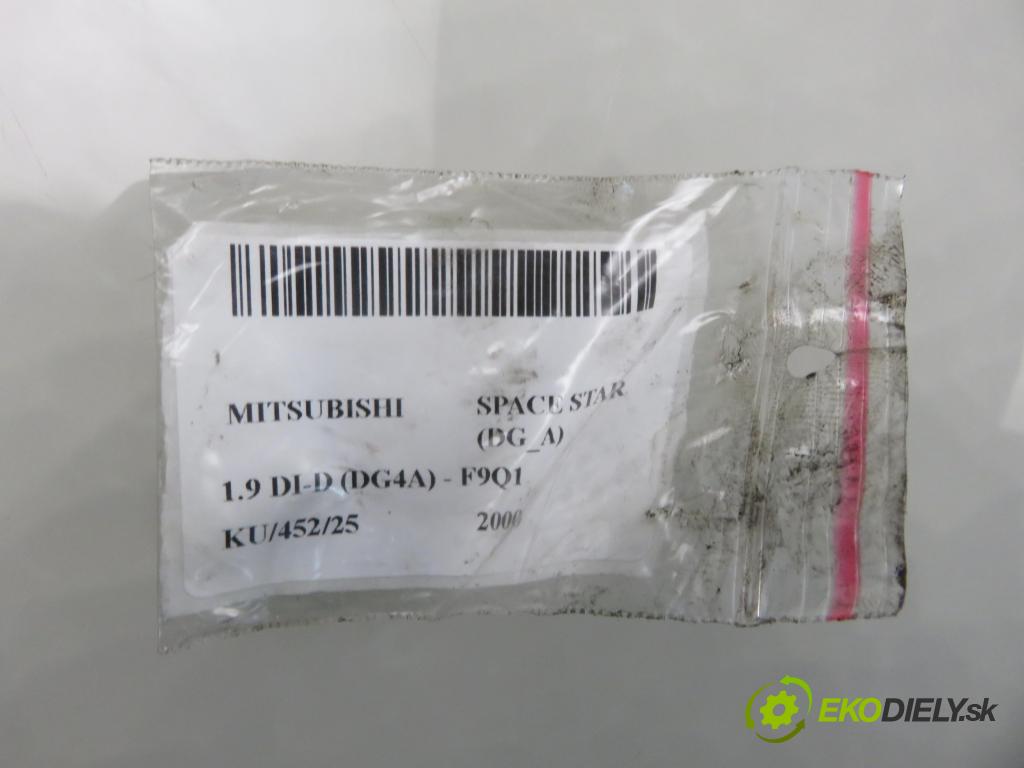 MITSUBISHI SPACE STAR
(DG_A)
1.9 DI-D (DG4A) - F9Q1
KU/452/25 2000
EKODIELY.sk